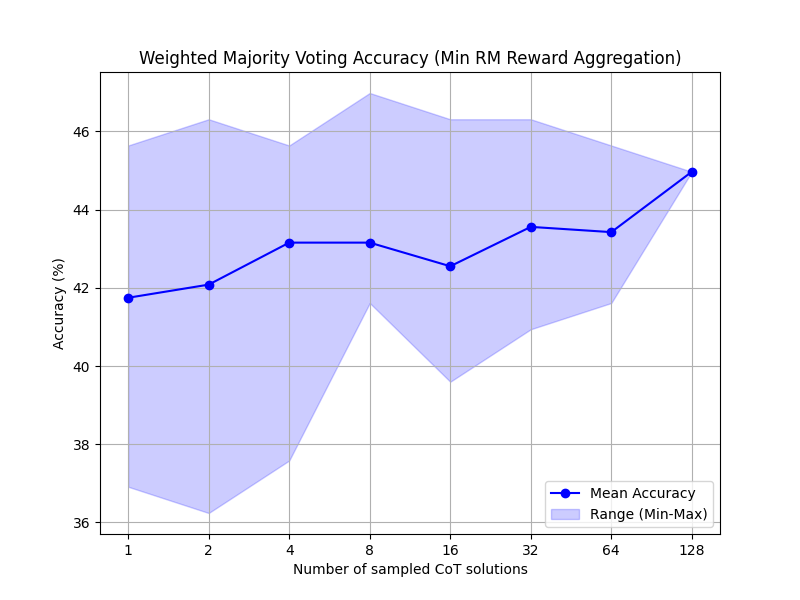 Weighted Majority Voting Accuracy (Min RM Reward Aggregation)
Accuracy (%)
46
44
42
40
38
36
Mean Accuracy
Range (Min-Max)
1 2 4 8 16 32 64 128
Number of sampled CoT solutions